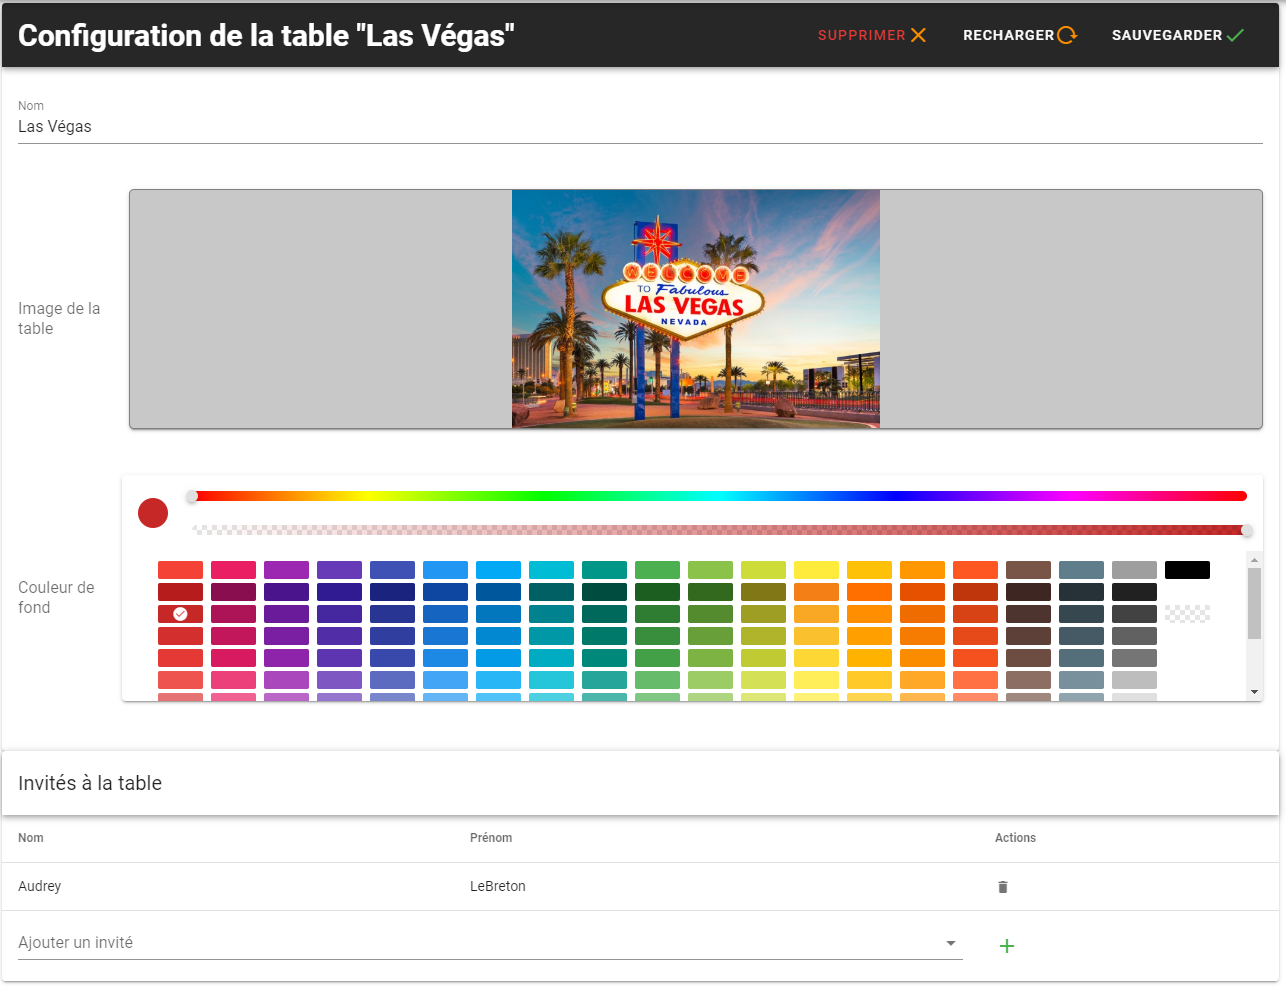 Configuration de la table "Las Végas"
SUPPRIMER
RECHARGER
SAUVEGARDER
Nom
Las Végas
Image de la
table
WELCOME
TO Fabulous
LAS VEGAS
NEVADA
Couleur de
fond
Invités à la table
Nom
Prénom
Actions
Audrey
LeBreton
Ajouter un invité